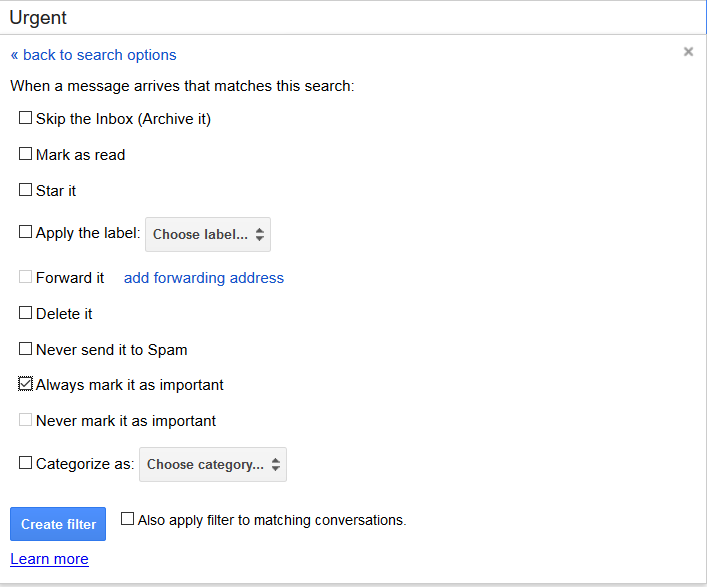 Urgent
« back to search options
When a message arrives that matches this search:
Skip the Inbox (Archive it)
Mark as read
Star it
Apply the label: Choose label...
Forward it add forwarding address
Delete it
Never send it to Spam
Always mark it as important
Never mark it as important
Categorize as: Choose category...
Create filter Also apply filter to matching conversations.
Learn more